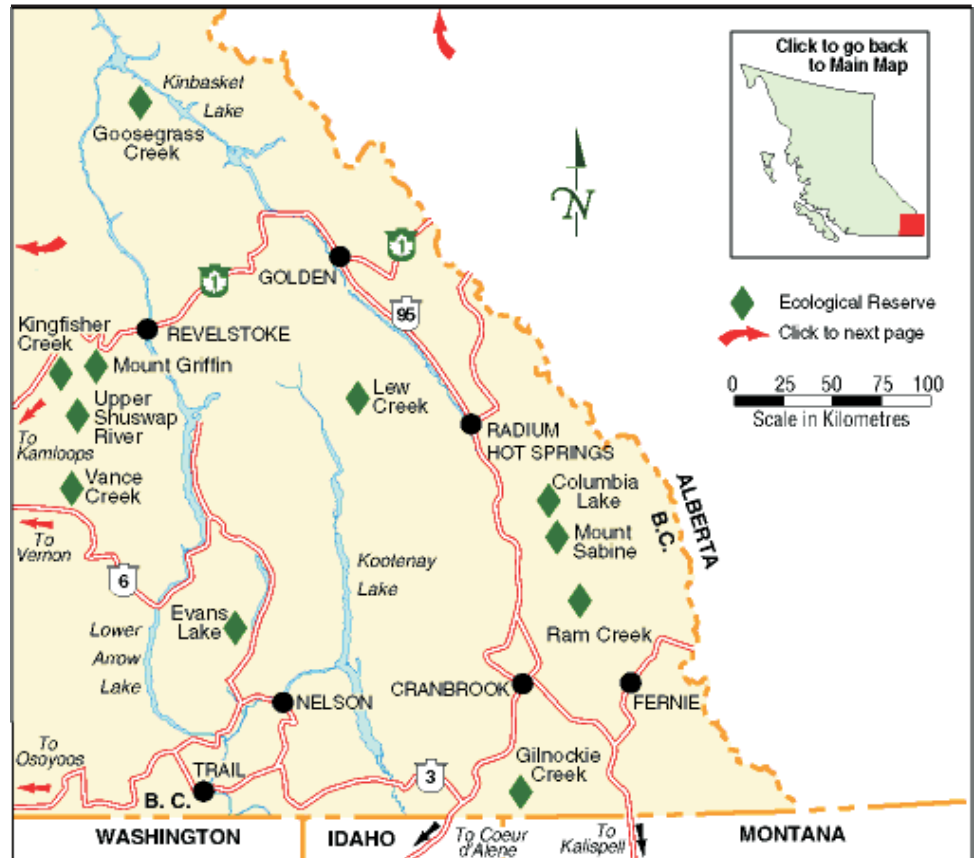 Click to go back
to Main Map
Kinbasket
Lake
Goosegrass
Creek
N
1
GOLDEN
1
95
Ecological Reserve
Click to next page
0 25 50 75 100
Scale in Kilometres
Kingfisher
Creek
REVELSTOKE
Mount Griffin
Upper
Shuswap
River
Lew
Creek
To
Kamloops
RADIUM
HOT SPRINGS
Vance
Creek
Columbia
Lake
Mount
Sabine
ALBERTA
B.C.
To
Vernon
6
Kootenay
Lake
Evans
Lake
Lower
Arrow
Lake
Ram Creek
NELSON
CRANBROOK
FERNIE
To
Osoyoos
TRAIL
B. C.
3
Gilnockie
Creek
WASHINGTON
IDAHO
To Coeur
d'Alene
To
Kalispell
MONTANA